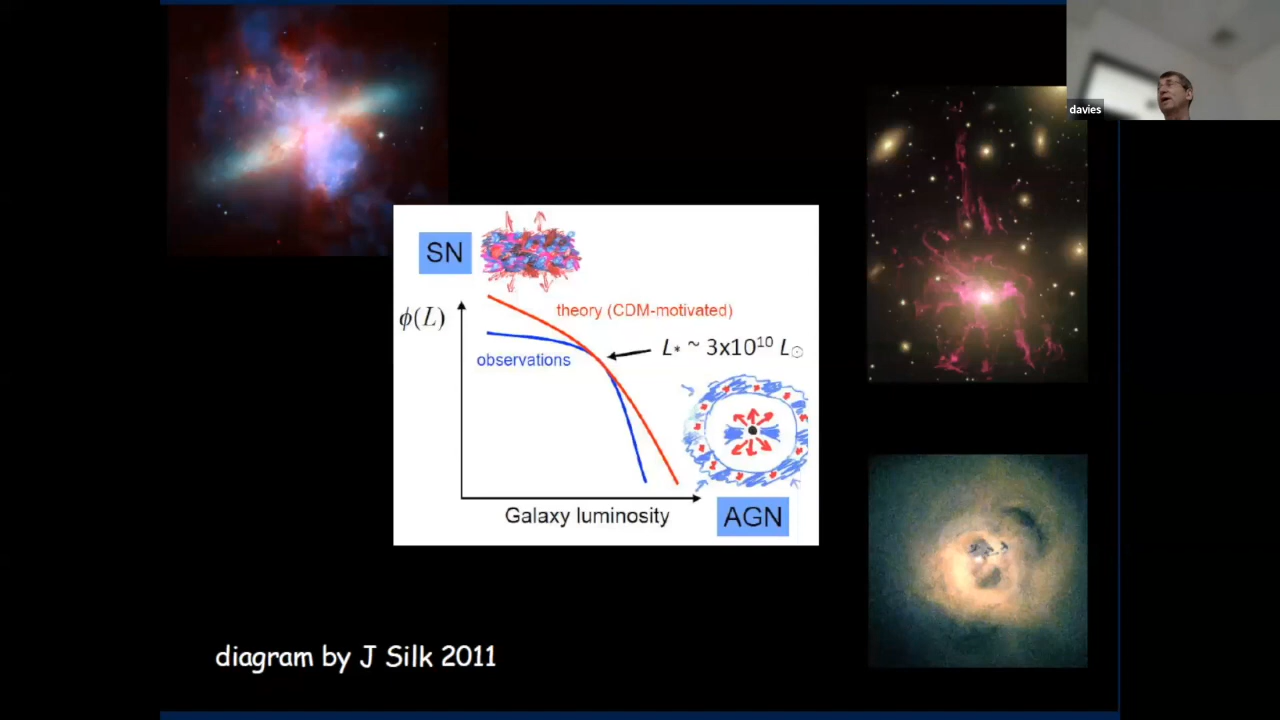 davies
SN
ϕ(L)
theory (CDM-motivated)
observations
L* ~ 3x10¹⁰ L☉
Galaxy luminosity
AGN
diagram by J Silk 2011